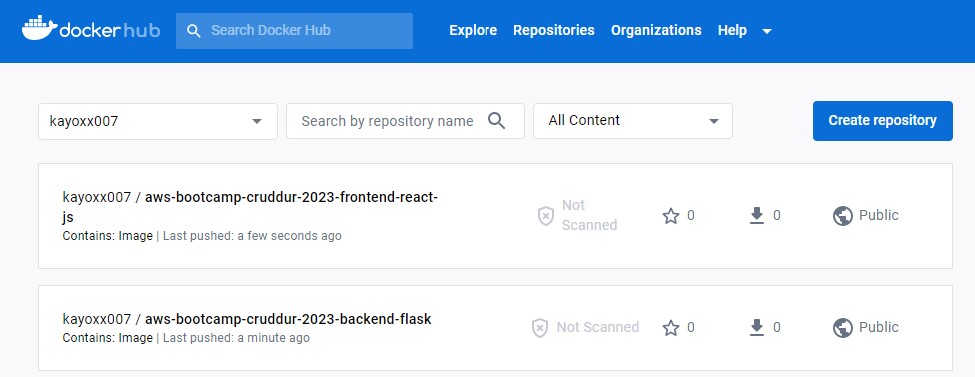 docker hub
Search Docker Hub
Explore Repositories Organizations Help
kayoxx007
Search by repository name
All Content
Create repository
kayoxx007 / aws-bootcamp-cruddur-2023-frontend-react-
js
Contains: Image | Last pushed: a few seconds ago
Not
Scanned
0
0
Public
kayoxx007 / aws-bootcamp-cruddur-2023-backend-flask
Contains: Image | Last pushed: a minute ago
Not Scanned
0
0
Public